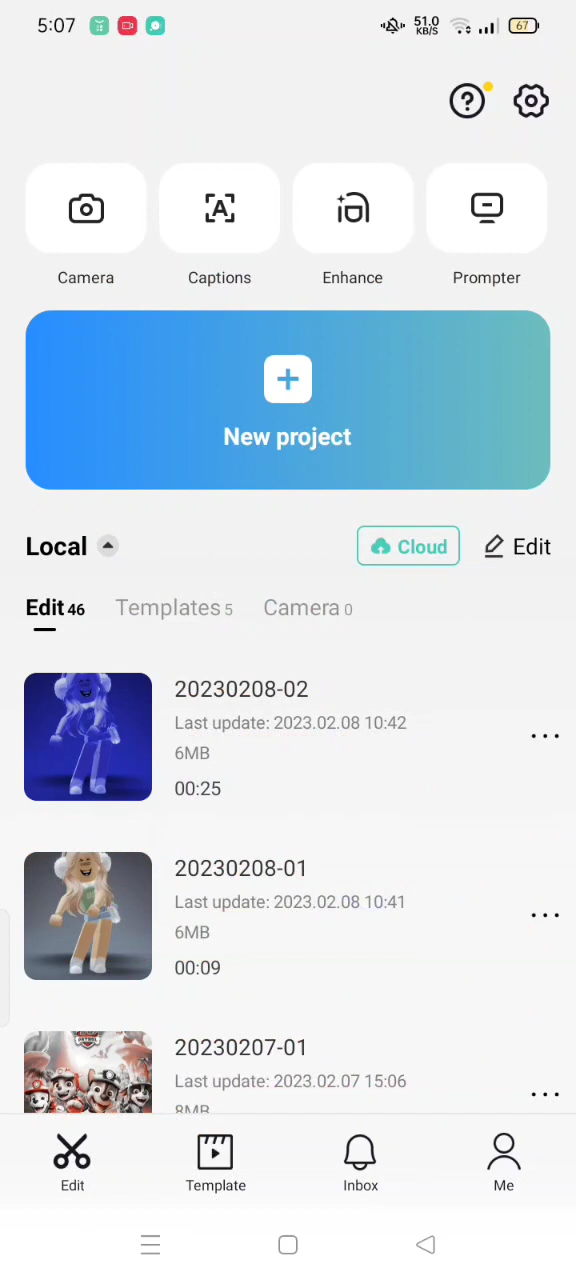 5:07
51.0
KB/S
67
Camera
Captions
Enhance
Prompter
New project
Local
Cloud
Edit
Edit 46
Templates 5
Camera 0
20230208-02
Last update: 2023.02.08 10:42
6MB
00:25
20230208-01
Last update: 2023.02.08 10:41
6MB
00:09
PATROL
20230207-01
Last update: 2023.02.07 15:06
8MB
Edit
Template
Inbox
Me